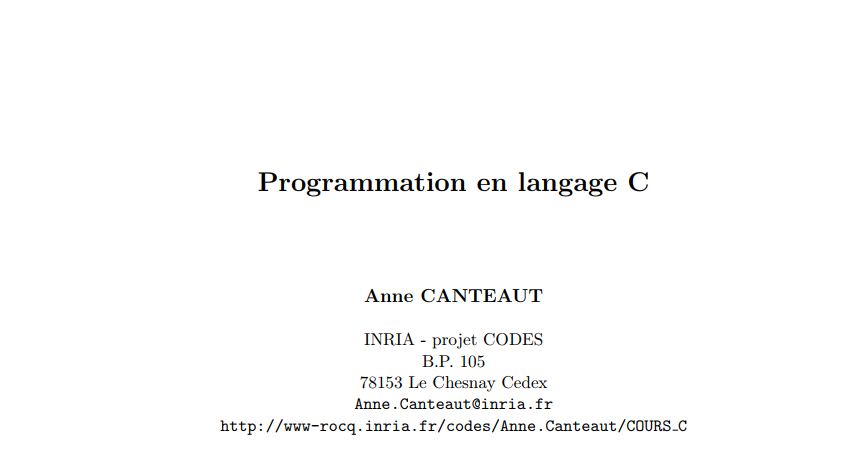 Programmation en langage C
Anne CANTEAUT
INRIA - projet CODES
B.P. 105
78153 Le Chesnay Cedex
Anne.Canteaut@inria.fr
http://www-rocq.inria.fr/codes/Anne.Canteaut/COURS_C